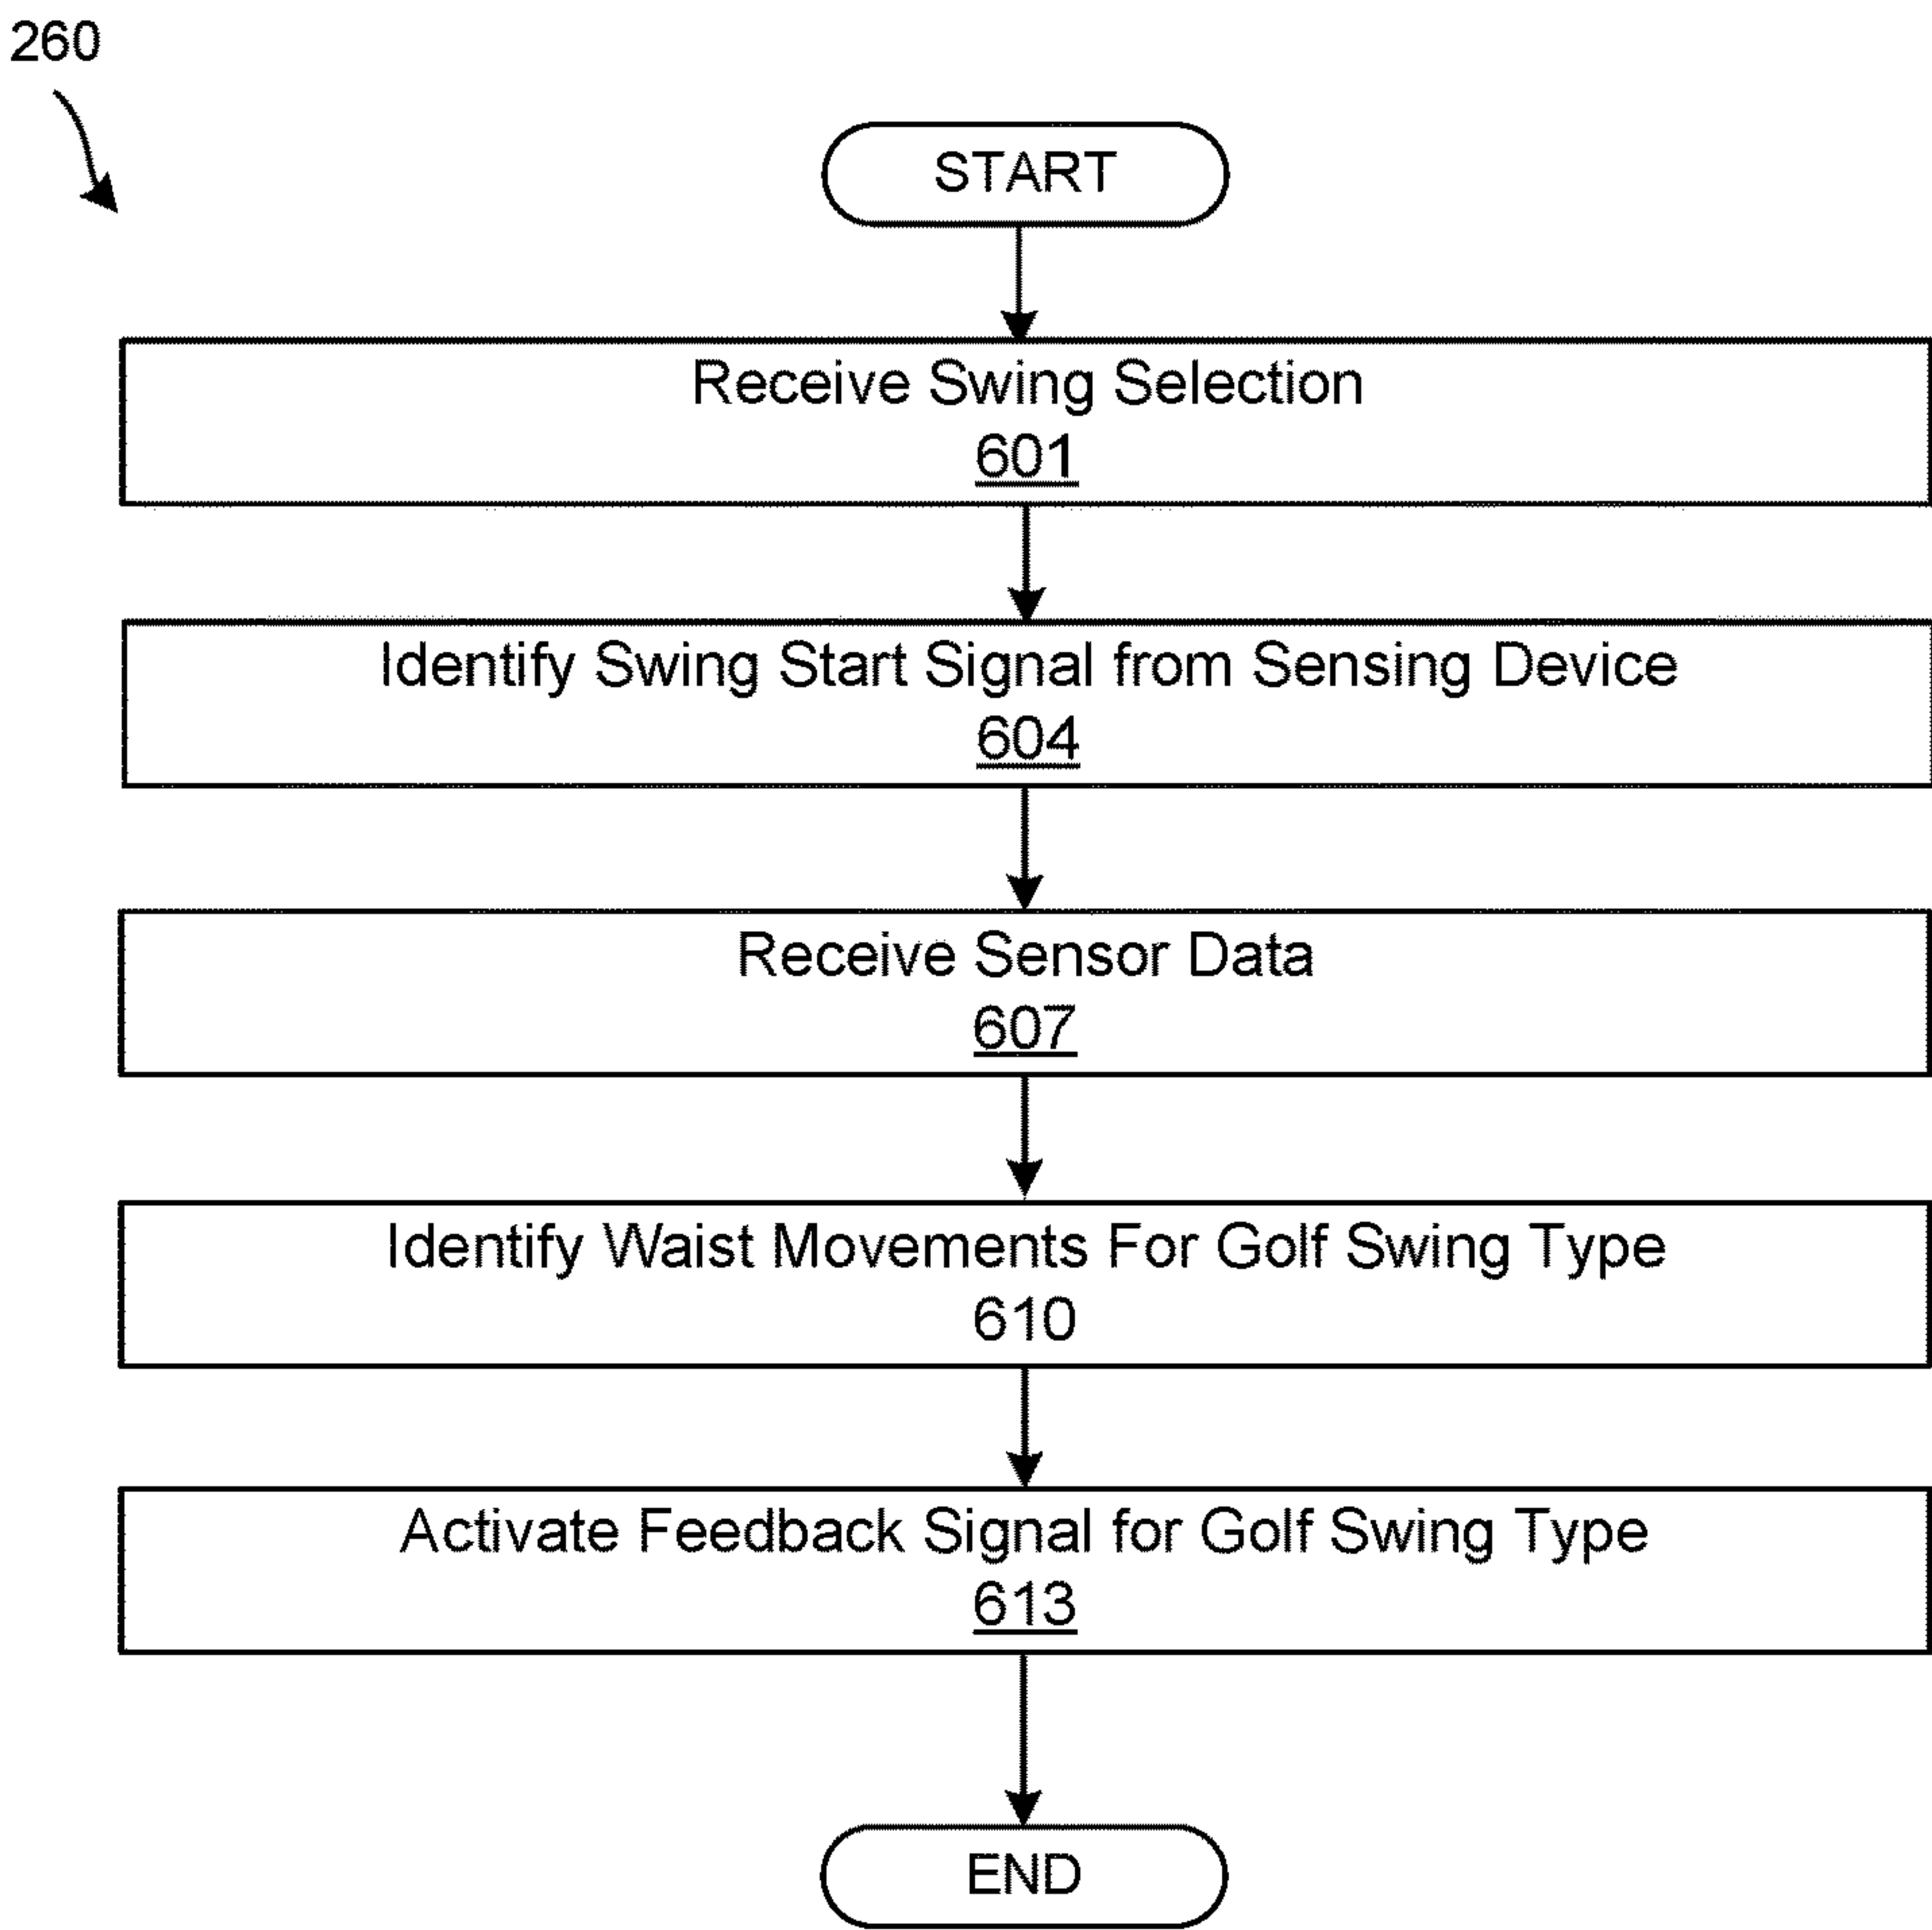 260
START
Receive Swing Selection
601
Identify Swing Start Signal from Sensing Device
604
Receive Sensor Data
607
Identify Waist Movements For Golf Swing Type
610
Activate Feedback Signal for Golf Swing Type
613
END